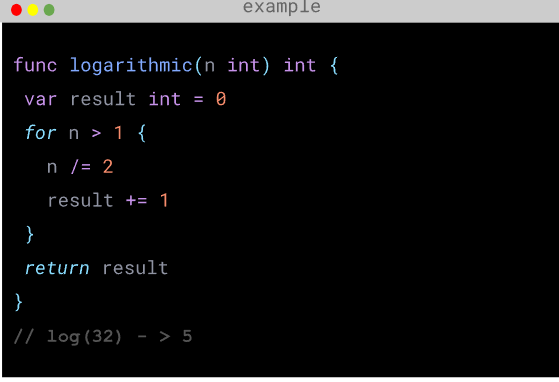 example
func logarithmic(n int) int {
var result int = 0
for n > 1 {
n /= 2
result += 1
}
return result
}
// log(32) - > 5